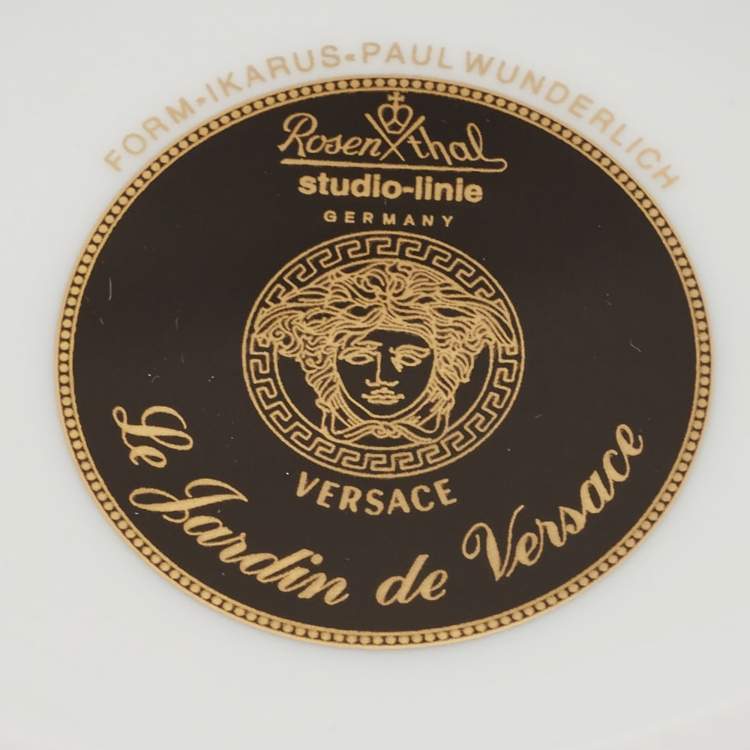 FORM-IKARUS-PAUL WUNDERLICH
Rosenthal
studio-linie
GERMANY
VERSACE
Le Jardin de Versace